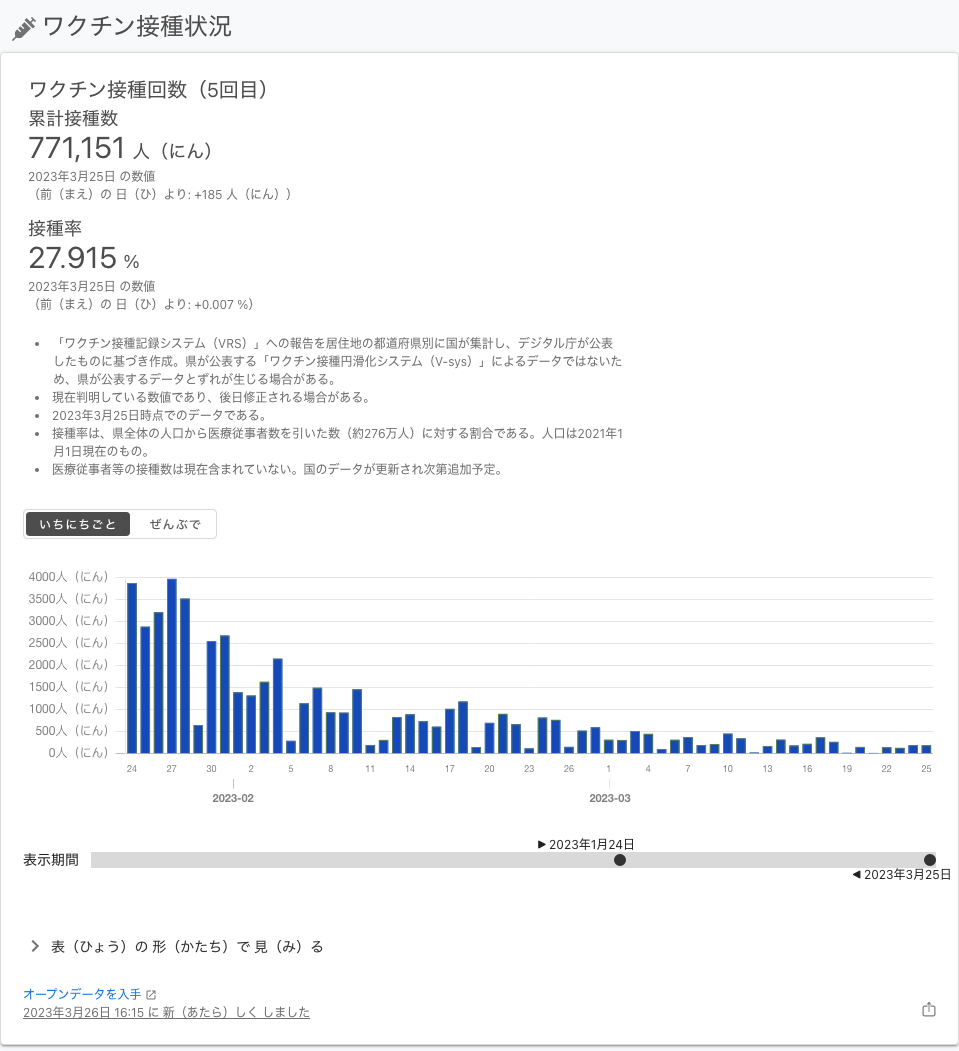 ワクチン接種状況
ワクチン接種回数（5回目）
累計接種数
771,151 人（にん）
2023年3月25日 の数値
（前（まえ）の 日（ひ）より: +185 人（にん））
接種率
27.915 %
2023年3月25日 の数値
（前（まえ）の 日（ひ）より: +0.007 %）
• 「ワクチン接種記録システム（VRS）」への報告を居住地の都道府県別に国が集計し、デジタル庁が公表
したものに基づき作成。県が公表する「ワクチン接種円滑化システム（V-sys）」によるデータではないた
め、県が公表するデータとずれが生じる場合がある。
• 現在判明している数値であり、後日修正される場合がある。
• 2023年3月25日時点でのデータである。
• 接種率は、県全体の人口から医療従事者数を引いた数（約276万人）に対する割合である。人口は2021年1
月1日現在のもの。
• 医療従事者等の接種数は現在含まれていない。国のデータが更新され次第追加予定。
いちにちごと ぜんぶで
4000人（にん）
3500人（にん）
3000人（にん）
2500人（にん）
2000人（にん）
1500人（にん）
1000人（にん）
500人（にん）
0人（にん）
24 27 30 2 5 8 11 14 17 20 23 26 1 4 7 10 13 16 19 22 25
2023-02 2023-03
▶ 2023年1月24日
表示期間
◀ 2023年3月25日
表（ひょう）の 形（かたち）で 見（み）る
オープンデータを入手
2023年3月26日 16:15 に 新（あたら）しく しました